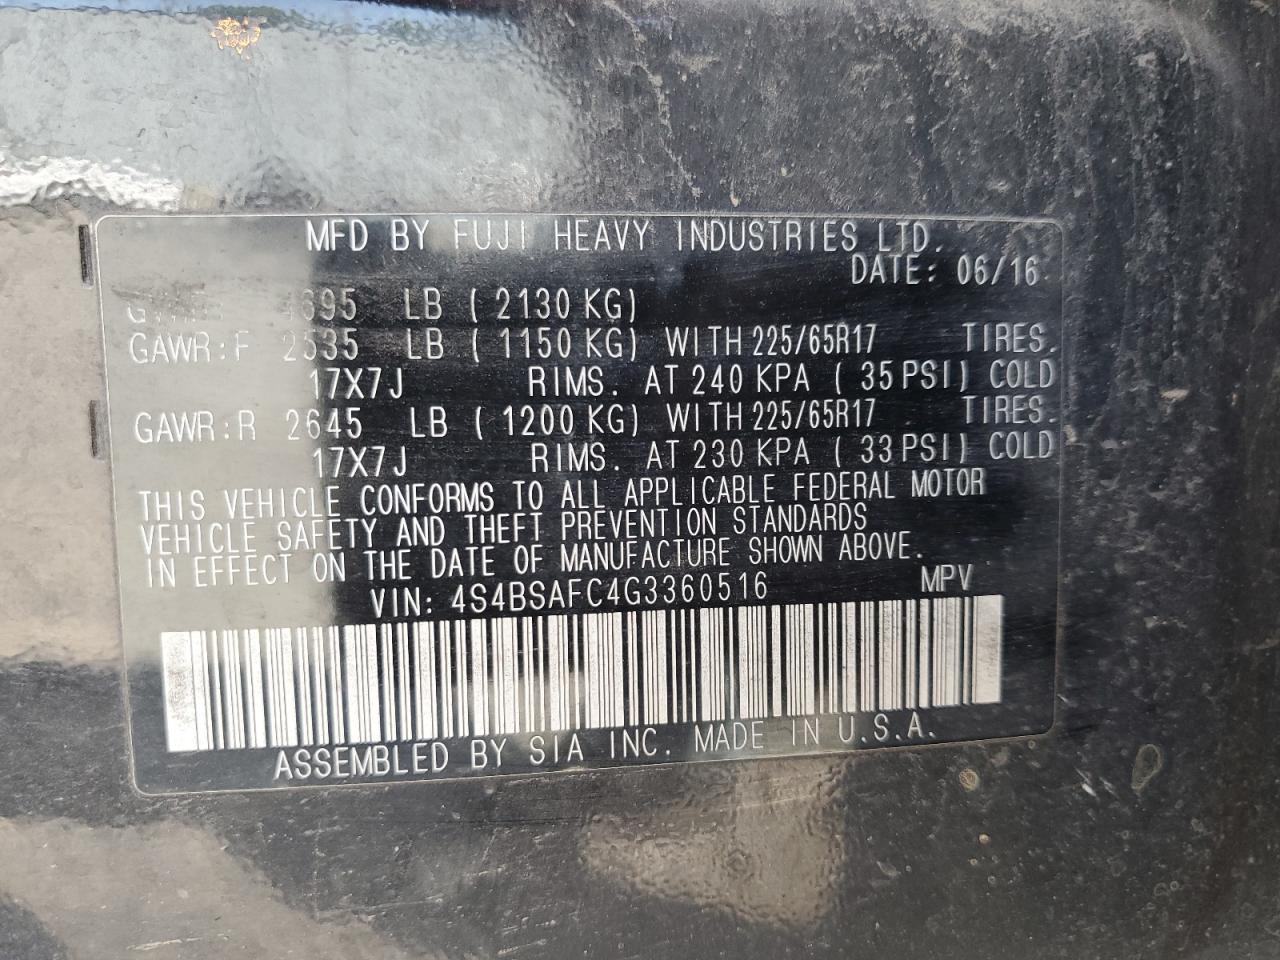 MFD BY FUJI HEAVY INDUSTRIES LTD.
DATE: 06/16
GVWR: 4695 LB ( 2130 KG)
GAWR:F 2535 LB ( 1150 KG) WITH 225/65R17 TIRES.
17X7J RIMS. AT 240 KPA ( 35 PSI) COLD
GAWR:R 2645 LB ( 1200 KG) WITH 225/65R17 TIRES.
17X7J RIMS. AT 230 KPA ( 33 PSI) COLD
THIS VEHICLE CONFORMS TO ALL APPLICABLE FEDERAL MOTOR
VEHICLE SAFETY AND THEFT PREVENTION STANDARDS
IN EFFECT ON THE DATE OF MANUFACTURE SHOWN ABOVE.
VIN: 4S4BSAFC4G3360516 MPV
ASSEMBLED BY SIA INC. MADE IN U.S.A.